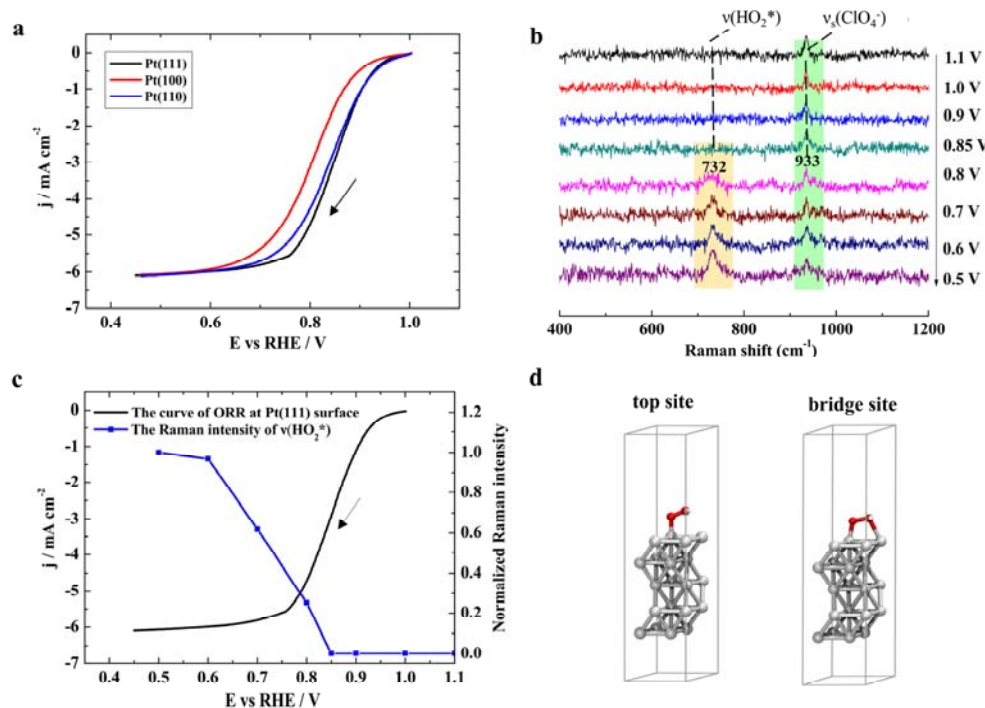 a
Pt(111)
Pt(100)
Pt(110)
0
-1
-2
-3
-4
-5
-6
-7
j / mA cm⁻²
0.4 0.6 0.8 1.0
E vs RHE / V
b
ν(HO₂*) νₛ(ClO₄⁻)
1.1 V
1.0 V
0.9 V
0.85 V
732 933
0.8 V
0.7 V
0.6 V
0.5 V
400 600 800 1000 1200
Raman shift (cm⁻¹)
c
The curve of ORR at Pt(111) surface
The Raman intensity of ν(HO₂*)
0
-1
-2
-3
-4
-5
-6
-7
j / mA cm⁻²
1.2
1.0
0.8
0.6
0.4
0.2
0.0
Normalized Raman intensity
0.4 0.5 0.6 0.7 0.8 0.9 1.0 1.1
E vs RHE / V
d
top site bridge site